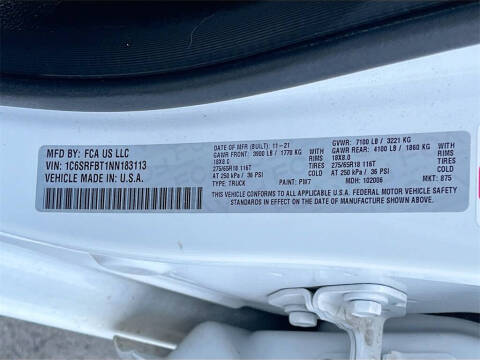 MFD BY: FCA US LLC
VIN: 1C6SRFBT1NN183113
VEHICLE MADE IN: U.S.A.
DATE OF MFR (BUILT): 11-21
GAWR FRONT: 3900 LB / 1770 KG
18X8.0 RIMS
275/65R18 116T TIRES
AT 250 kPa / 36 PSI COLD
TYPE: TRUCK PAINT: PW7
GVWR: 7100 LB / 3221 KG
GAWR REAR: 4100 LB / 1860 KG
18X8.0 RIMS
275/65R18 116T TIRES
AT 250 kPa / 36 PSI COLD
MDH: 102006 MKT: 875
THIS VEHICLE CONFORMS TO ALL APPLICABLE U.S.A. FEDERAL MOTOR VEHICLE SAFETY
STANDARDS IN EFFECT ON THE DATE OF MANUFACTURE SHOWN ABOVE.